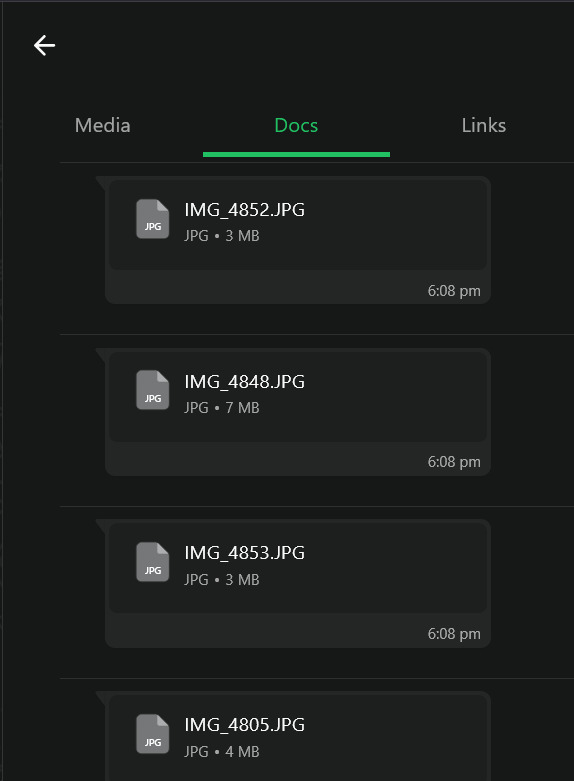 Media Docs Links
IMG_4852.JPG
JPG
JPG • 3 MB
6:08 pm
IMG_4848.JPG
JPG
JPG • 7 MB
6:08 pm
IMG_4853.JPG
JPG
JPG • 3 MB
6:08 pm
IMG_4805.JPG
JPG
JPG • 4 MB